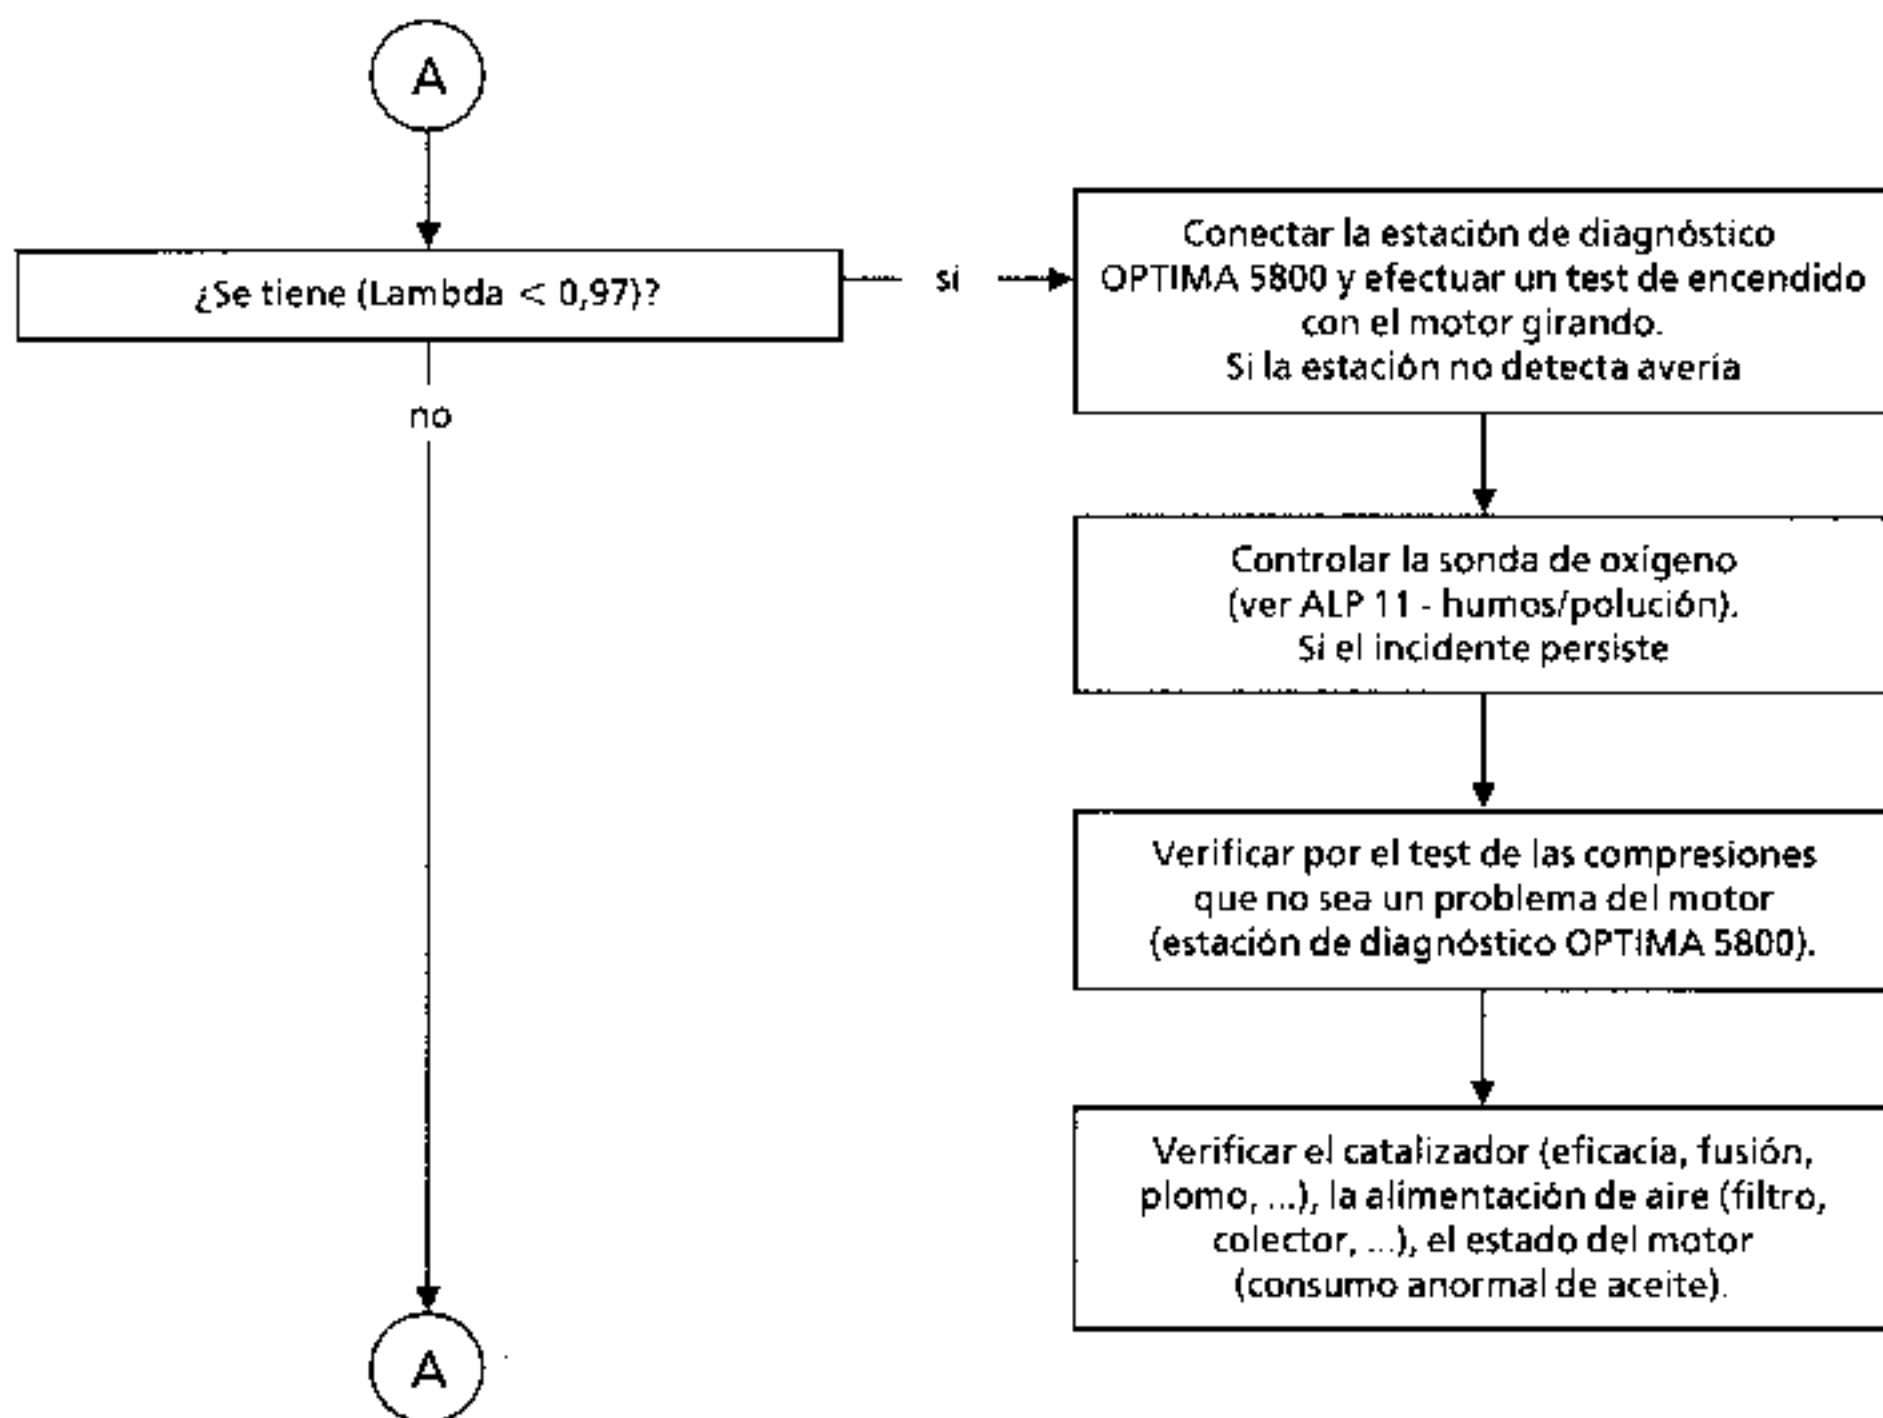 A
¿Se tiene (Lambda < 0,97)?
si
no
Conectar la estación de diagnóstico
OPTIMA 5800 y efectuar un test de encendido
con el motor girando.
Si la estación no detecta avería
Controlar la sonda de oxígeno
(ver ALP 11 - humos/polución).
Si el incidente persiste
Verificar por el test de las compresiones
que no sea un problema del motor
(estación de diagnóstico OPTIMA 5800).
Verificar el catalizador (eficacia, fusión,
plomo, ...), la alimentación de aire (filtro,
colector, ...), el estado del motor
(consumo anormal de aceite).
A